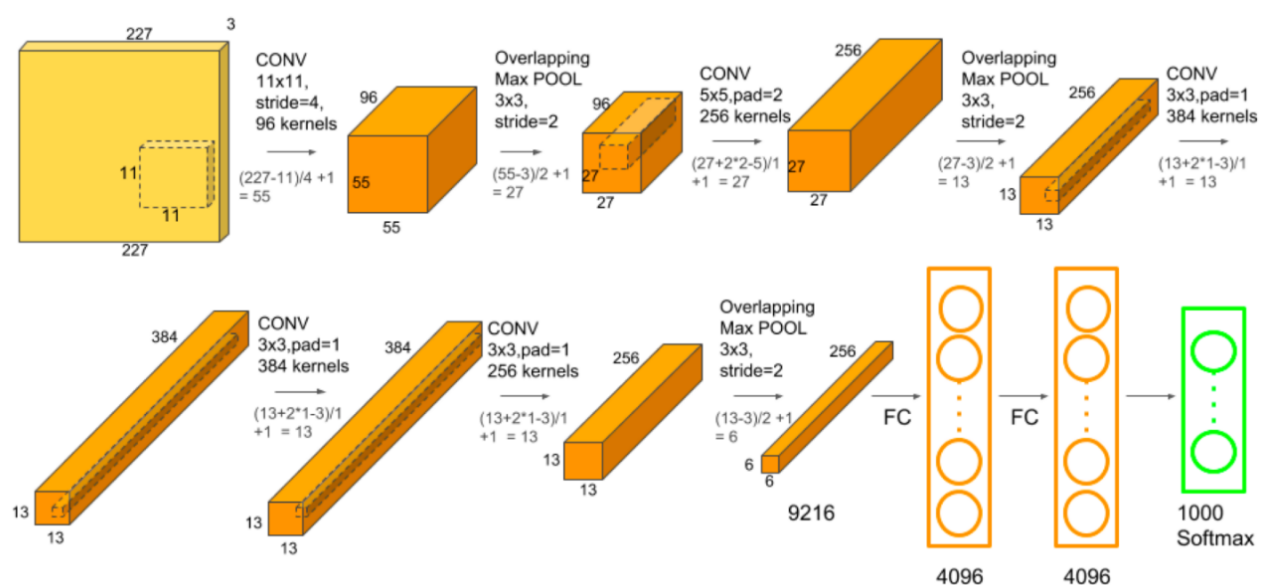 227
3
CONV
11x11,
stride=4,
96 kernels
(227-11)/4 +1
= 55
11
11
227
96
55
55
Overlapping
Max POOL
3x3,
stride=2
(55-3)/2 +1
= 27
96
27
27
CONV
5x5,pad=2
256 kernels
(27+2*2-5)/1
+1 = 27
256
27
27
Overlapping
Max POOL
3x3,
stride=2
(27-3)/2 +1
= 13
256
13
13
CONV
3x3,pad=1
384 kernels
(13+2*1-3)/1
+1 = 13
384
13
13
CONV
3x3,pad=1
384 kernels
(13+2*1-3)/1
+1 = 13
384
13
13
CONV
3x3,pad=1
256 kernels
(13+2*1-3)/1
+1 = 13
256
13
13
Overlapping
Max POOL
3x3,
stride=2
(13-3)/2 +1
= 6
256
6
6
9216
FC
4096
FC
4096
1000
Softmax